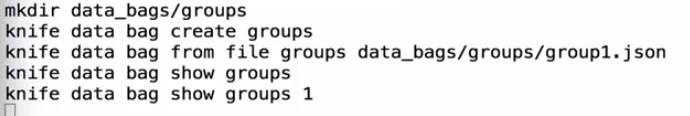 mkdir data_bags/groups
knife data bag create groups
knife data bag from file groups data_bags/groups/group1.json
knife data bag show groups
knife data bag show groups 1